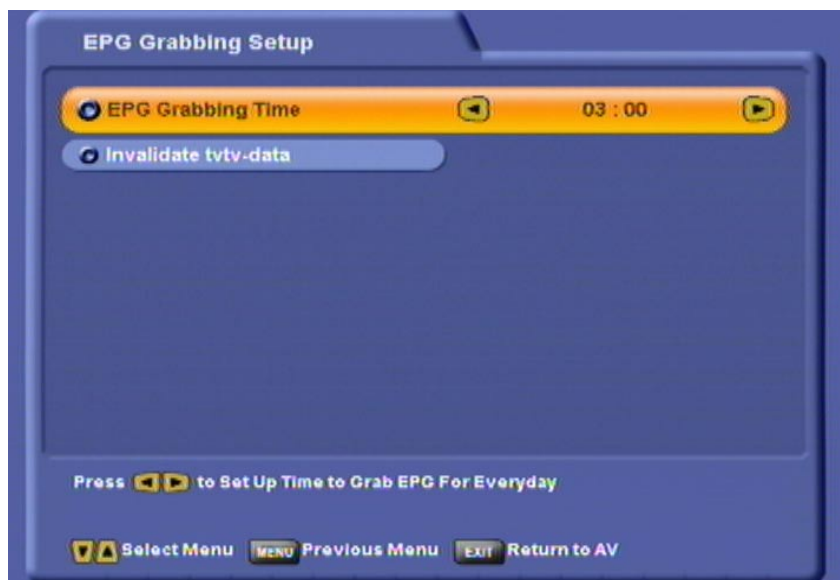 EPG Grabbing Setup
EPG Grabbing Time 03 : 00
Invalidate tvtv-data
Press to Set Up Time to Grab EPG For Everyday
Select Menu MENU Previous Menu EXIT Return to AV